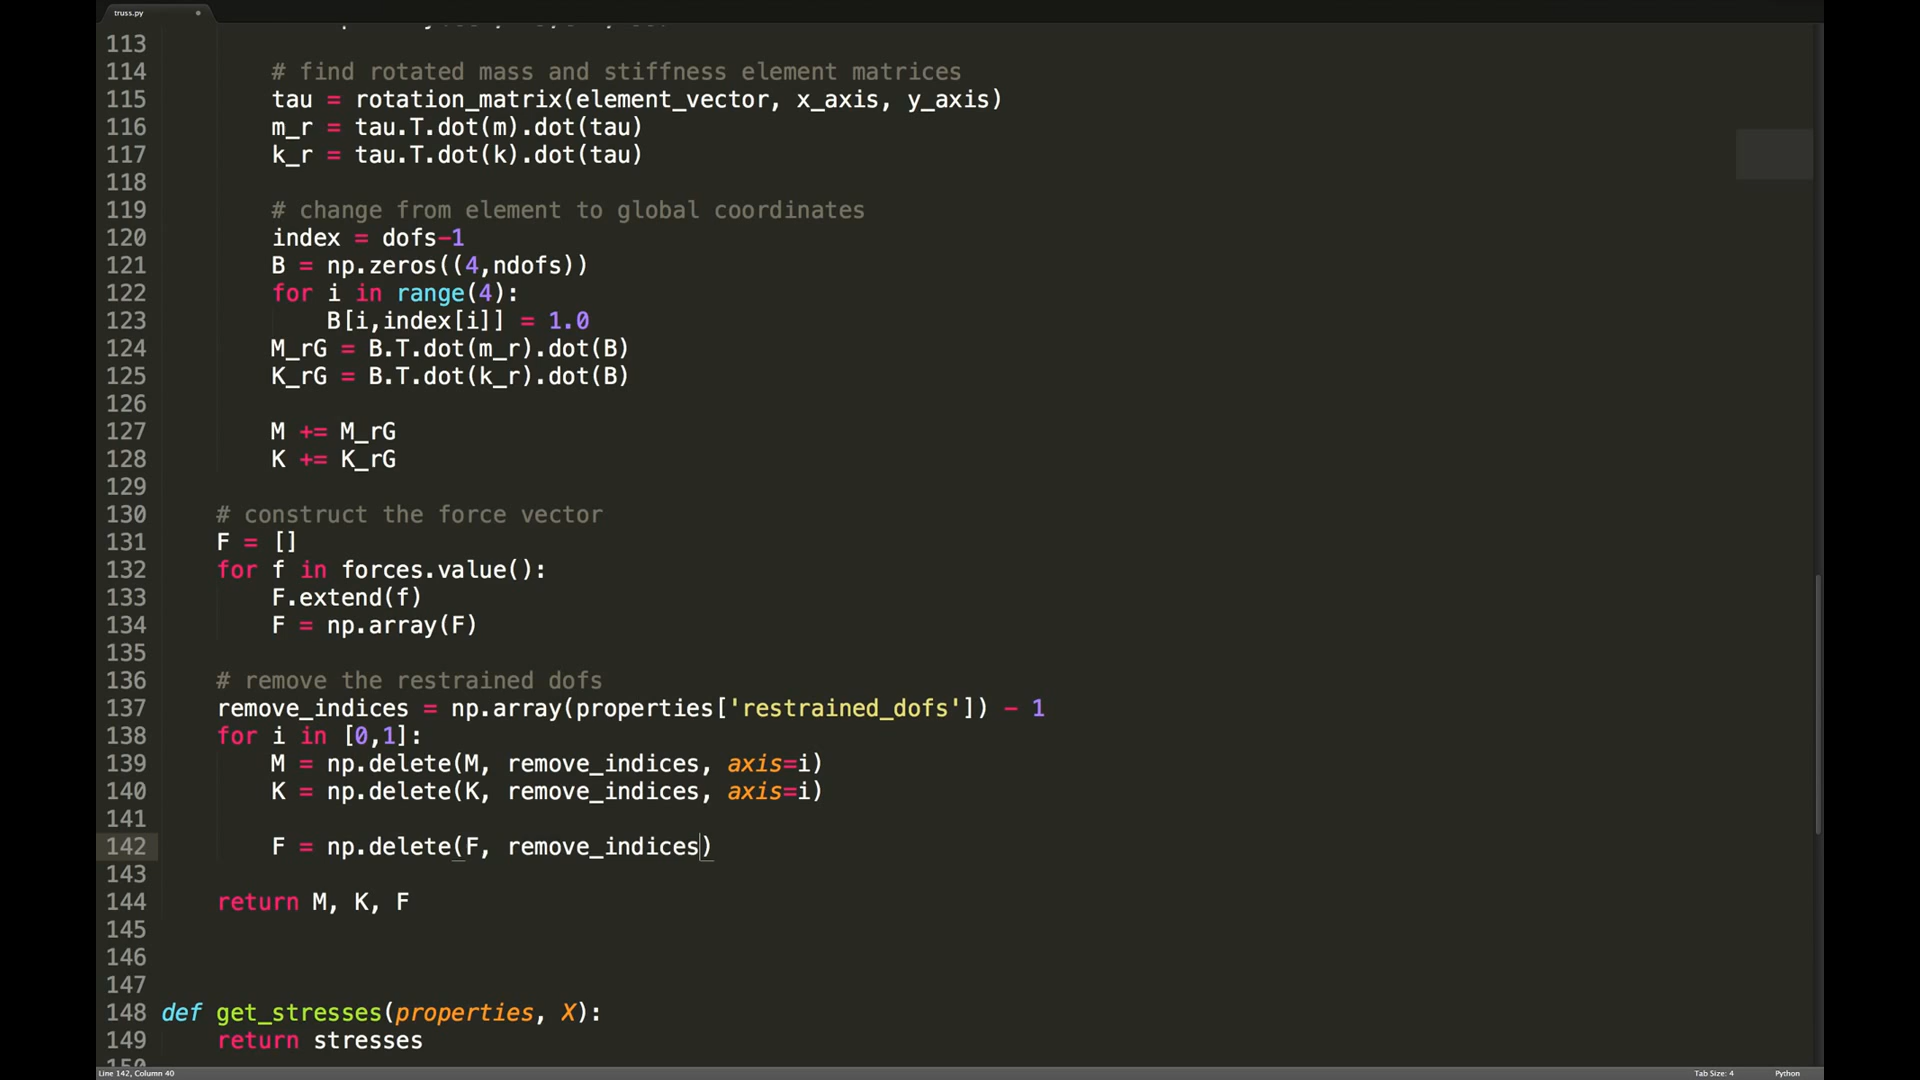 truss.py
113
114 # find rotated mass and stiffness element matrices
115 tau = rotation_matrix(element_vector, x_axis, y_axis)
116 m_r = tau.T.dot(m).dot(tau)
117 k_r = tau.T.dot(k).dot(tau)
118
119 # change from element to global coordinates
120 index = dofs-1
121 B = np.zeros((4,ndofs))
122 for i in range(4):
123 B[i,index[i]] = 1.0
124 M_rG = B.T.dot(m_r).dot(B)
125 K_rG = B.T.dot(k_r).dot(B)
126
127 M += M_rG
128 K += K_rG
129
130 # construct the force vector
131 F = []
132 for f in forces.value():
133 F.extend(f)
134 F = np.array(F)
135
136 # remove the restrained dofs
137 remove_indices = np.array(properties['restrained_dofs']) - 1
138 for i in [0,1]:
139 M = np.delete(M, remove_indices, axis=i)
140 K = np.delete(K, remove_indices, axis=i)
141
142 F = np.delete(F, remove_indices)
143
144 return M, K, F
145
146
147
148 def get_stresses(properties, X):
149 return stresses
Line 142, Column 40
Tab Size: 4
Python